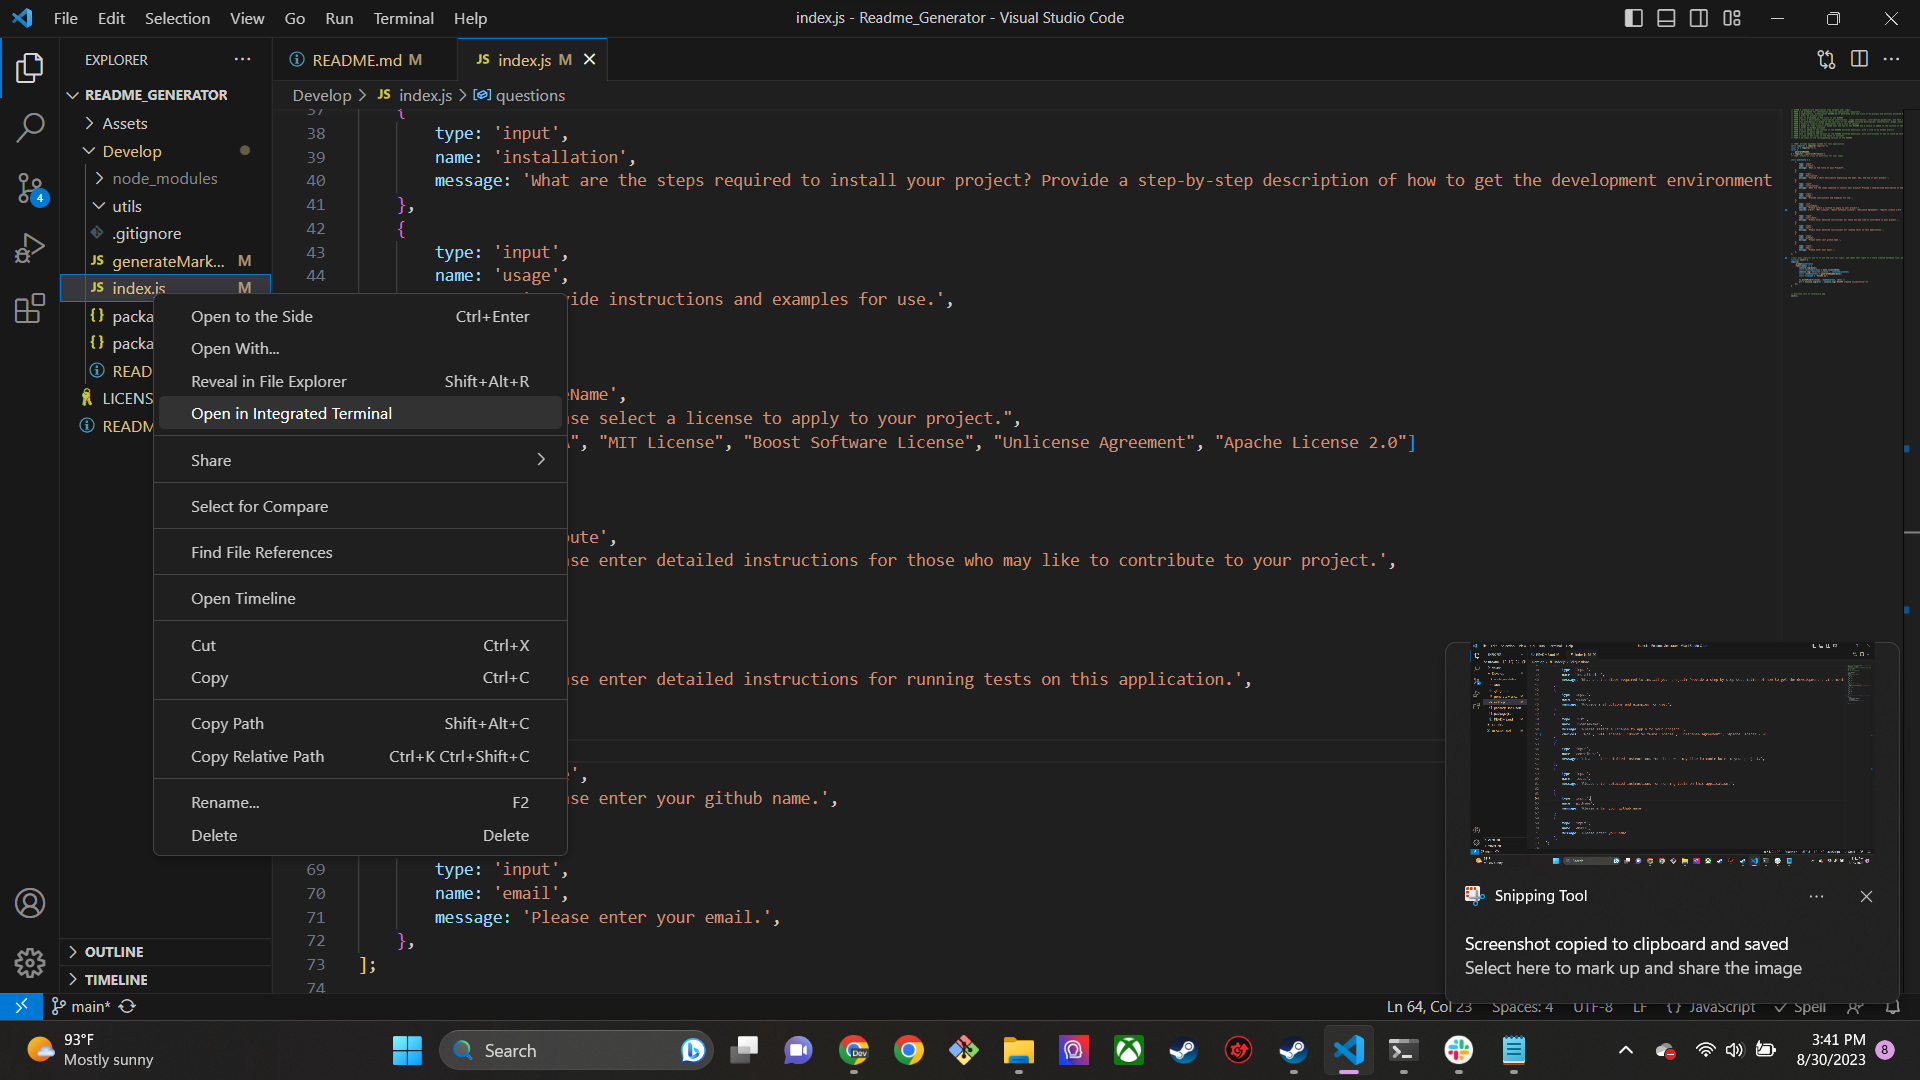 File Edit Selection View Go Run Terminal Help
index.js - Readme_Generator - Visual Studio Code
EXPLORER
README.md M
JS index.js M
README_GENERATOR
Develop > JS index.js > questions
Assets
Develop
node_modules
utils
.gitignore
JS generateMark... M
JS index.js M
{} packa
{} packa
READ
LICENS
READM
4
37 {
38 type: 'input',
39 name: 'installation',
40 message: 'What are the steps required to install your project? Provide a step-by-step description of how to get the development environment
41 },
42 {
43 type: 'input',
44 name: 'usage',
vide instructions and examples for use.',
eName',
se select a license to apply to your project.",
", "MIT License", "Boost Software License", "Unlicense Agreement", "Apache License 2.0"]
ute',
se enter detailed instructions for those who may like to contribute to your project.',
se enter detailed instructions for running tests on this application.',
',
se enter your github name.',
69 type: 'input',
70 name: 'email',
71 message: 'Please enter your email.',
72 },
73 ];
74
Open to the Side Ctrl+Enter
Open With...
Reveal in File Explorer Shift+Alt+R
Open in Integrated Terminal
Share
Select for Compare
Find File References
Open Timeline
Cut Ctrl+X
Copy Ctrl+C
Copy Path Shift+Alt+C
Copy Relative Path Ctrl+K Ctrl+Shift+C
Rename... F2
Delete Delete
OUTLINE
TIMELINE
Snipping Tool
Screenshot copied to clipboard and saved
Select here to mark up and share the image
main*
Ln 64, Col 23 Spaces: 4 UTF-8 LF {} JavaScript Spell
93°F
Mostly sunny
Search
Dev
3:41 PM
8/30/2023
8